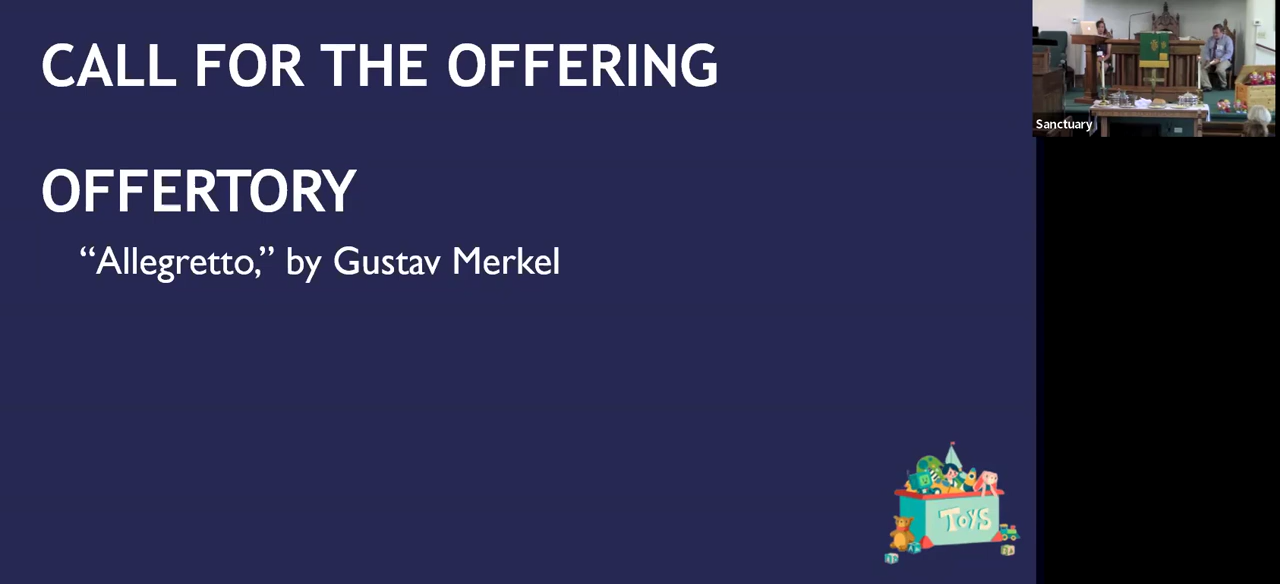 CALL FOR THE OFFERING
OFFERTORY
“Allegretto,” by Gustav Merkel
Sanctuary
TOYS